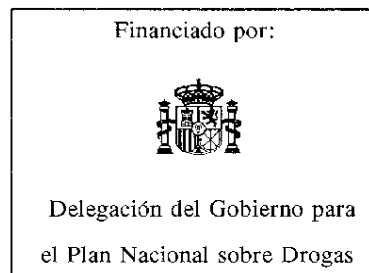 Financiado por:
Delegación del Gobierno para
el Plan Nacional sobre Drogas